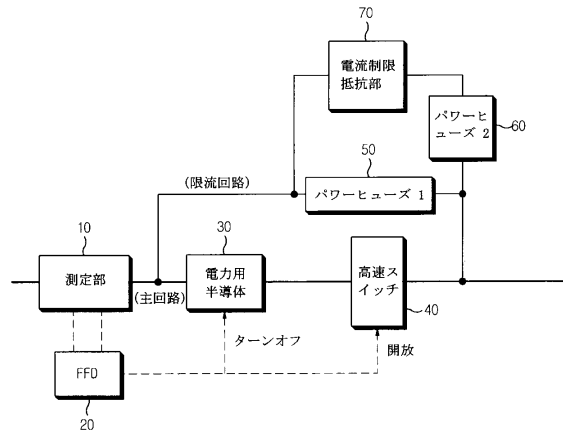 70
電流制限
抵抗部
パワーヒ
ューズ 2
60
50
(限流回路)
パワーヒューズ 1
10
30
測定部
(主回路)
電力用
半導体
高速ス
イッチ
40
ターンオフ
開放
FFD
20